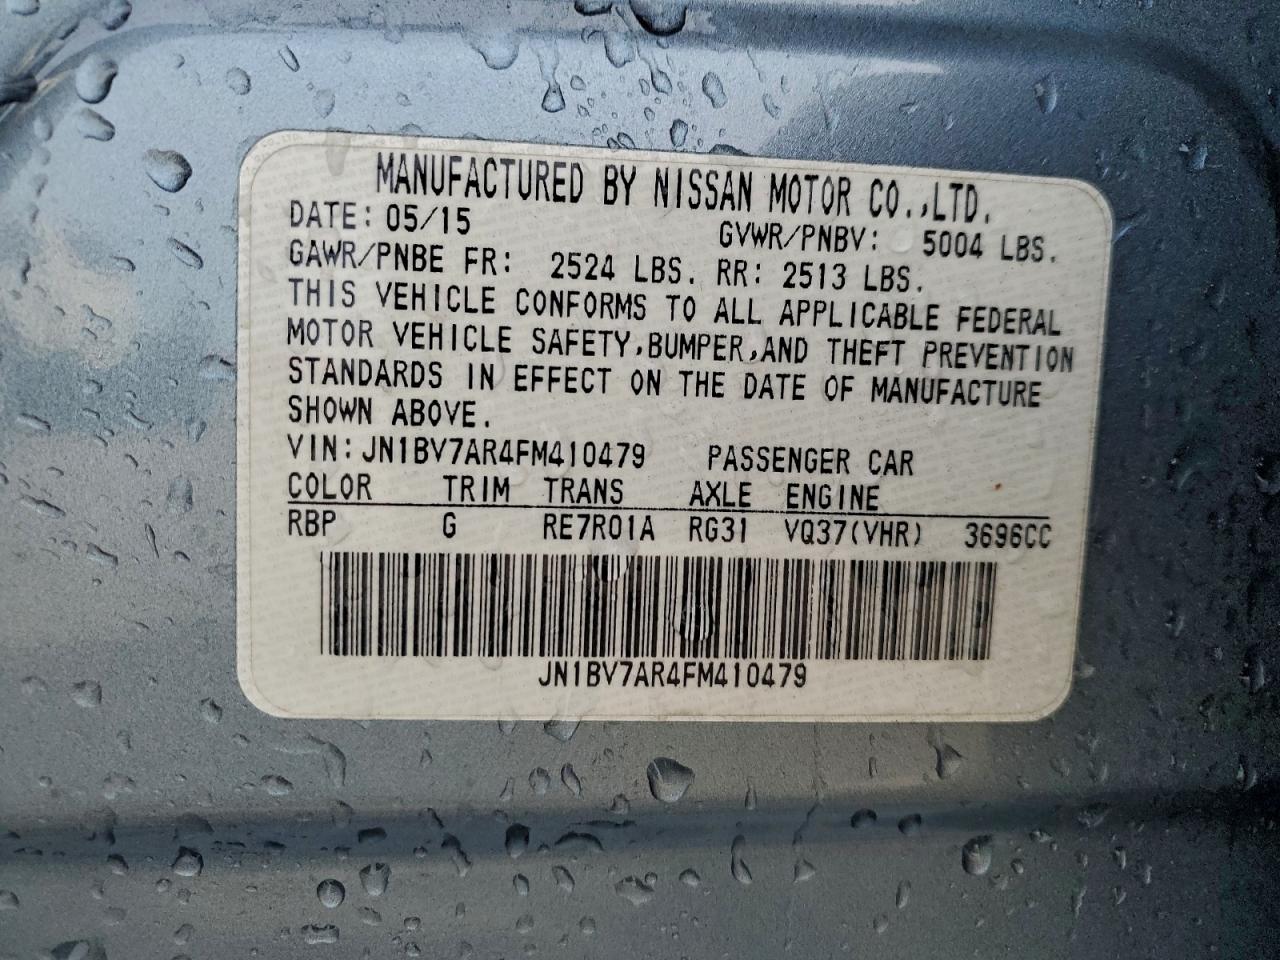 MANUFACTURED BY NISSAN MOTOR CO.,LTD.
DATE: 05/15 GVWR/PNBV: 5004 LBS.
GAWR/PNBE FR: 2524 LBS. RR: 2513 LBS.
THIS VEHICLE CONFORMS TO ALL APPLICABLE FEDERAL
MOTOR VEHICLE SAFETY,BUMPER,AND THEFT PREVENTION
STANDARDS IN EFFECT ON THE DATE OF MANUFACTURE
SHOWN ABOVE.
VIN:JN1BV7AR4FM410479 PASSENGER CAR
COLOR TRIM TRANS AXLE ENGINE
RBP G RE7R01A RG31 VQ37(VHR) 3696CC
JN1BV7AR4FM410479